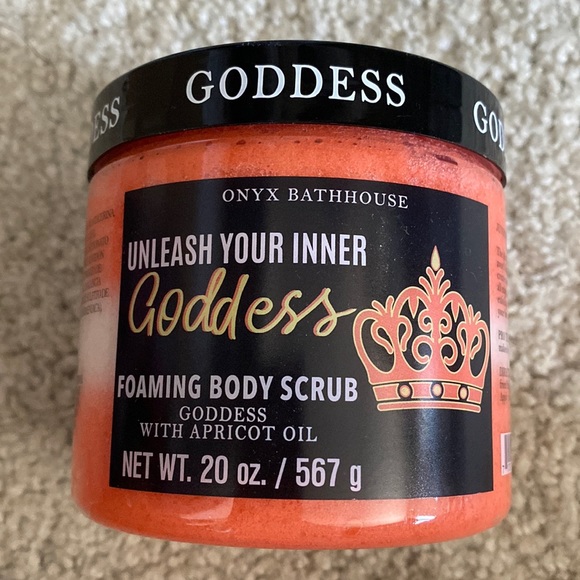 GODDESS
ONYX BATHHOUSE
UNLEASH YOUR INNER
Goddess
FOAMING BODY SCRUB
GODDESS
WITH APRICOT OIL
NET WT. 20 oz. / 567 g